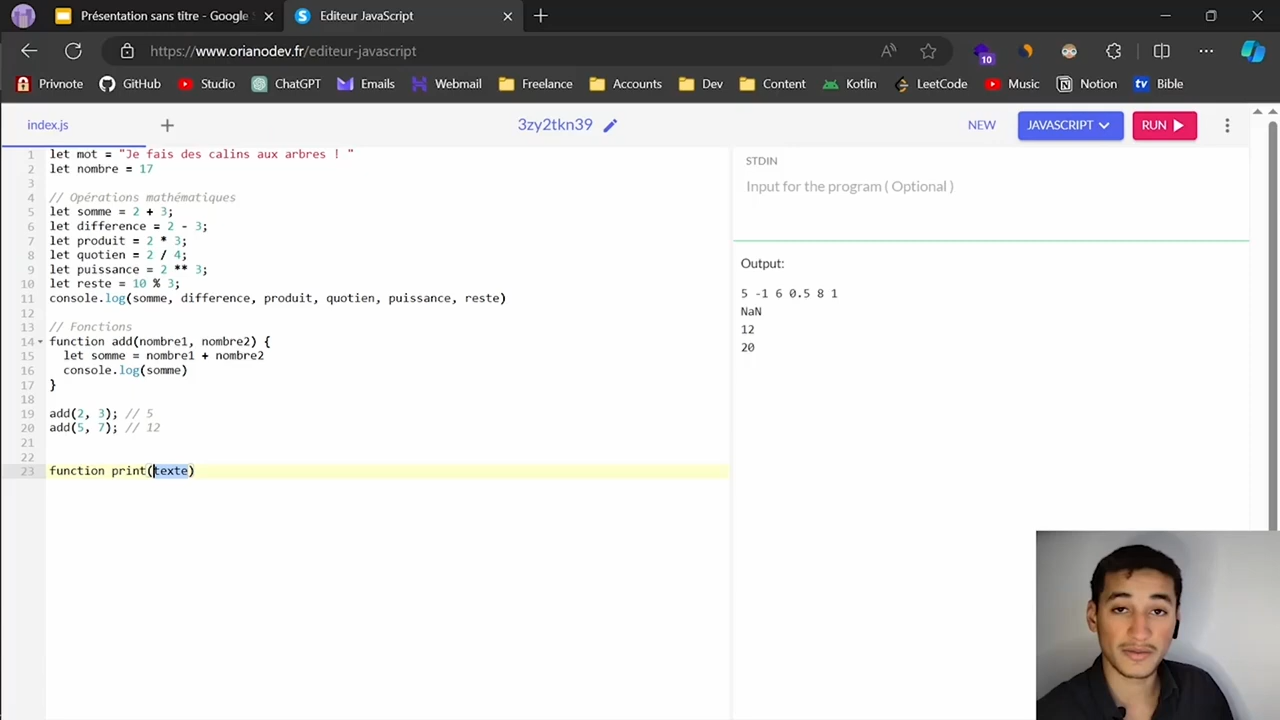 Présentation sans titre - Google
Editeur JavaScript
https://www.orianodev.fr/editeur-javascript
10
Privnote
GitHub
Studio
ChatGPT
Emails
Webmail
Freelance
Accounts
Dev
Content
Kotlin
LeetCode
Music
Notion
Bible
index.js
3zy2tkn39
NEW
JAVASCRIPT
RUN
1 let mot = "Je fais des calins aux arbres ! "
2 let nombre = 17
3
4 // Opérations mathématiques
5 let somme = 2 + 3;
6 let difference = 2 - 3;
7 let produit = 2 * 3;
8 let quotien = 2 / 4;
9 let puissance = 2 ** 3;
10 let reste = 10 % 3;
11 console.log(somme, difference, produit, quotien, puissance, reste)
12
13 // Fonctions
14 function add(nombre1, nombre2) {
15 let somme = nombre1 + nombre2
16 console.log(somme)
17 }
18
19 add(2, 3); // 5
20 add(5, 7); // 12
21
22
23 function print(texte)
STDIN
Input for the program ( Optional )
Output:
5 -1 6 0.5 8 1
NaN
12
20